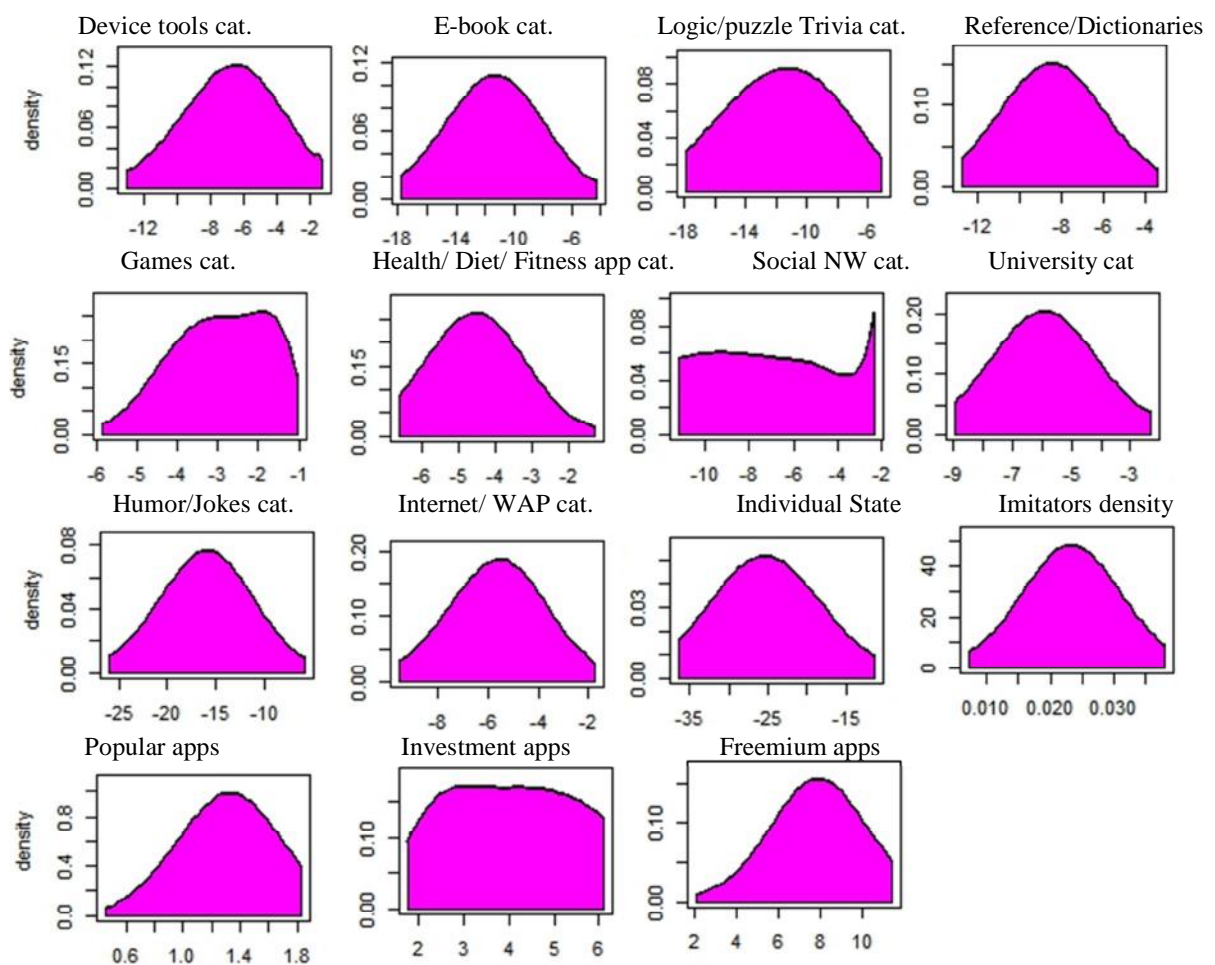 Device tools cat. E-book cat. Logic/puzzle Trivia cat. Reference/Dictionaries
density
0.00 0.06 0.12
-12 -8 -6 -4 -2
0.00 0.06 0.12
-18 -14 -10 -6
0.00 0.04 0.08
-18 -14 -10 -6
0.00 0.10
-12 -8 -6 -4
Games cat. Health/ Diet/ Fitness app cat. Social NW cat. University cat
density
0.00 0.15
-6 -5 -4 -3 -2 -1
0.00 0.15
-6 -5 -4 -3 -2
0.00 0.04 0.08
-10 -8 -6 -4 -2
0.00 0.10 0.20
-9 -7 -5 -3
Humor/Jokes cat. Internet/ WAP cat. Individual State Imitators density
density
0.00 0.04 0.08
-25 -20 -15 -10
0.00 0.10 0.20
-8 -6 -4 -2
0.00 0.03
-35 -25 -15
0 20 40
0.010 0.020 0.030
Popular apps Investment apps Freemium apps
density
0.0 0.4 0.8
0.6 1.0 1.4 1.8
0.00 0.10
2 3 4 5 6
0.00 0.10
2 4 6 8 10